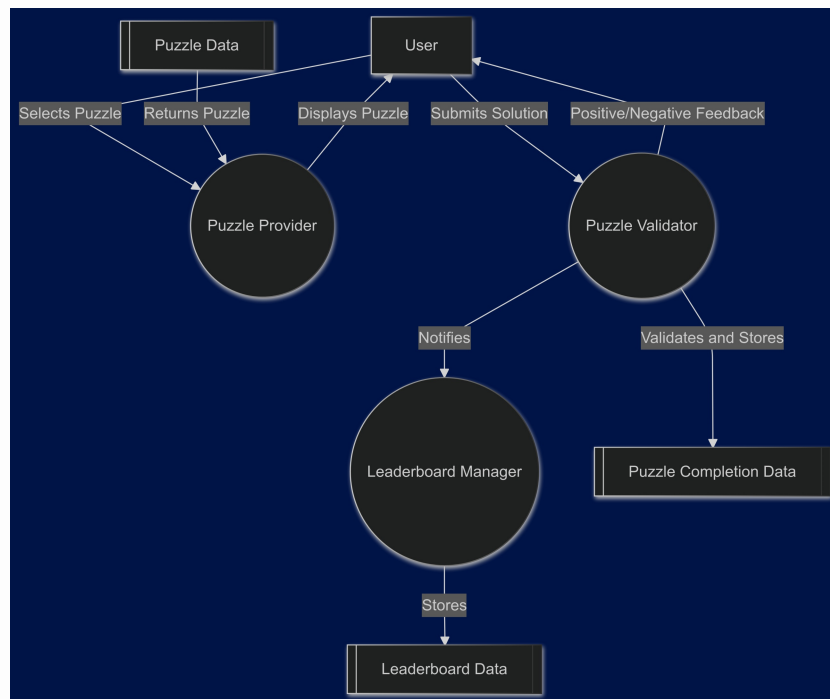 Puzzle Data
User
Selects Puzzle
Returns Puzzle
Displays Puzzle
Submits Solution
Positive/Negative Feedback
Puzzle Provider
Puzzle Validator
Notifies
Validates and Stores
Leaderboard Manager
Puzzle Completion Data
Stores
Leaderboard Data